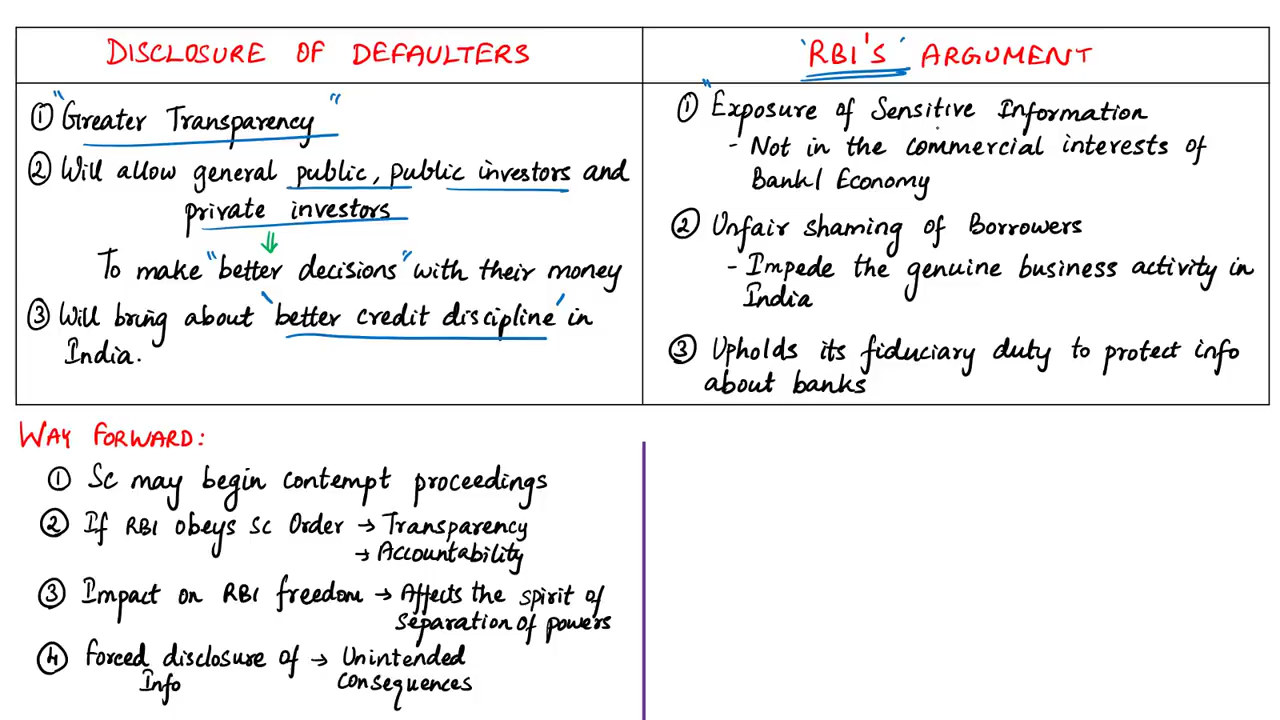 DISCLOSURE OF DEFAULTERS
① "Greater Transparency"
② Will allow general public, public investors and
private investors
⇓
To make "better decisions" with their money
③ Will bring about 'better credit discipline' in
India.
'RBI'S' ARGUMENT
① "Exposure of Sensitive Information
- Not in the commercial interests of
Bank/ Economy
② Unfair shaming of Borrowers
- Impede the genuine business activity in
India
③ Upholds its fiduciary duty to protect info
about banks
WAY FORWARD:
① SC may begin contempt proceedings
② If RBI obeys SC Order → Transparency
→ Accountability
③ Impact on RBI freedom → Affects the spirit of
separation of powers
④ Forced disclosure of → Unintended
Info consequences